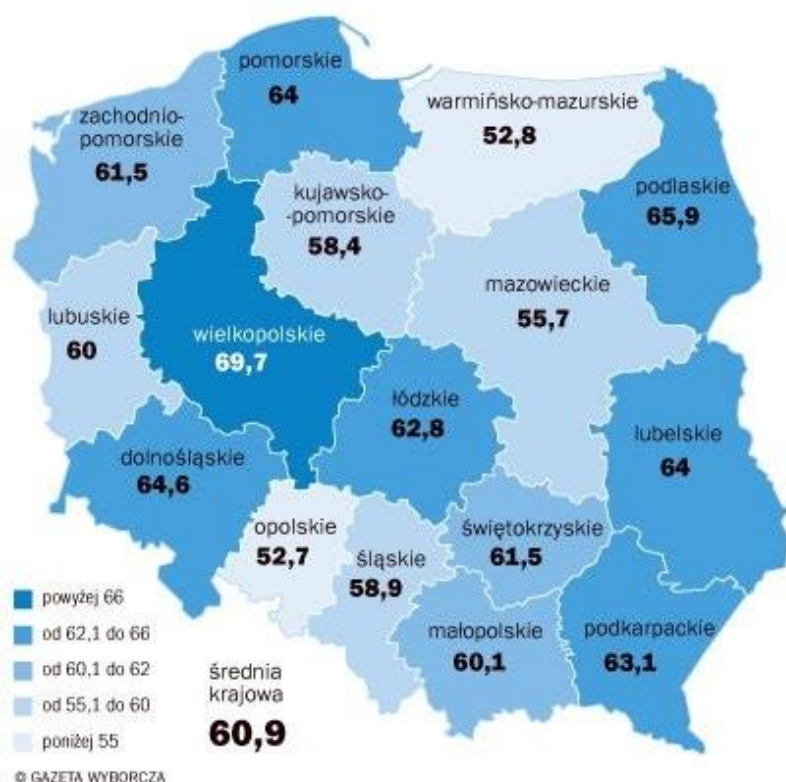 pomorskie
64
warmińsko-mazurskie
52,8
zachodnio-
pomorskie
61,5
podlaskie
65,9
kujawsko-
-pomorskie
58,4
mazowieckie
55,7
lubuskie
60
wielkopolskie
69,7
łódzkie
62,8
lubelskie
64
dolnośląskie
64,6
opolskie
52,7
śląskie
58,9
świętokrzyskie
61,5
małopolskie
60,1
podkarpackie
63,1
powyżej 66
od 62,1 do 66
od 60,1 do 62
od 55,1 do 60
poniżej 55
średnia
krajowa
60,9
© GAZETA WYBORCZA